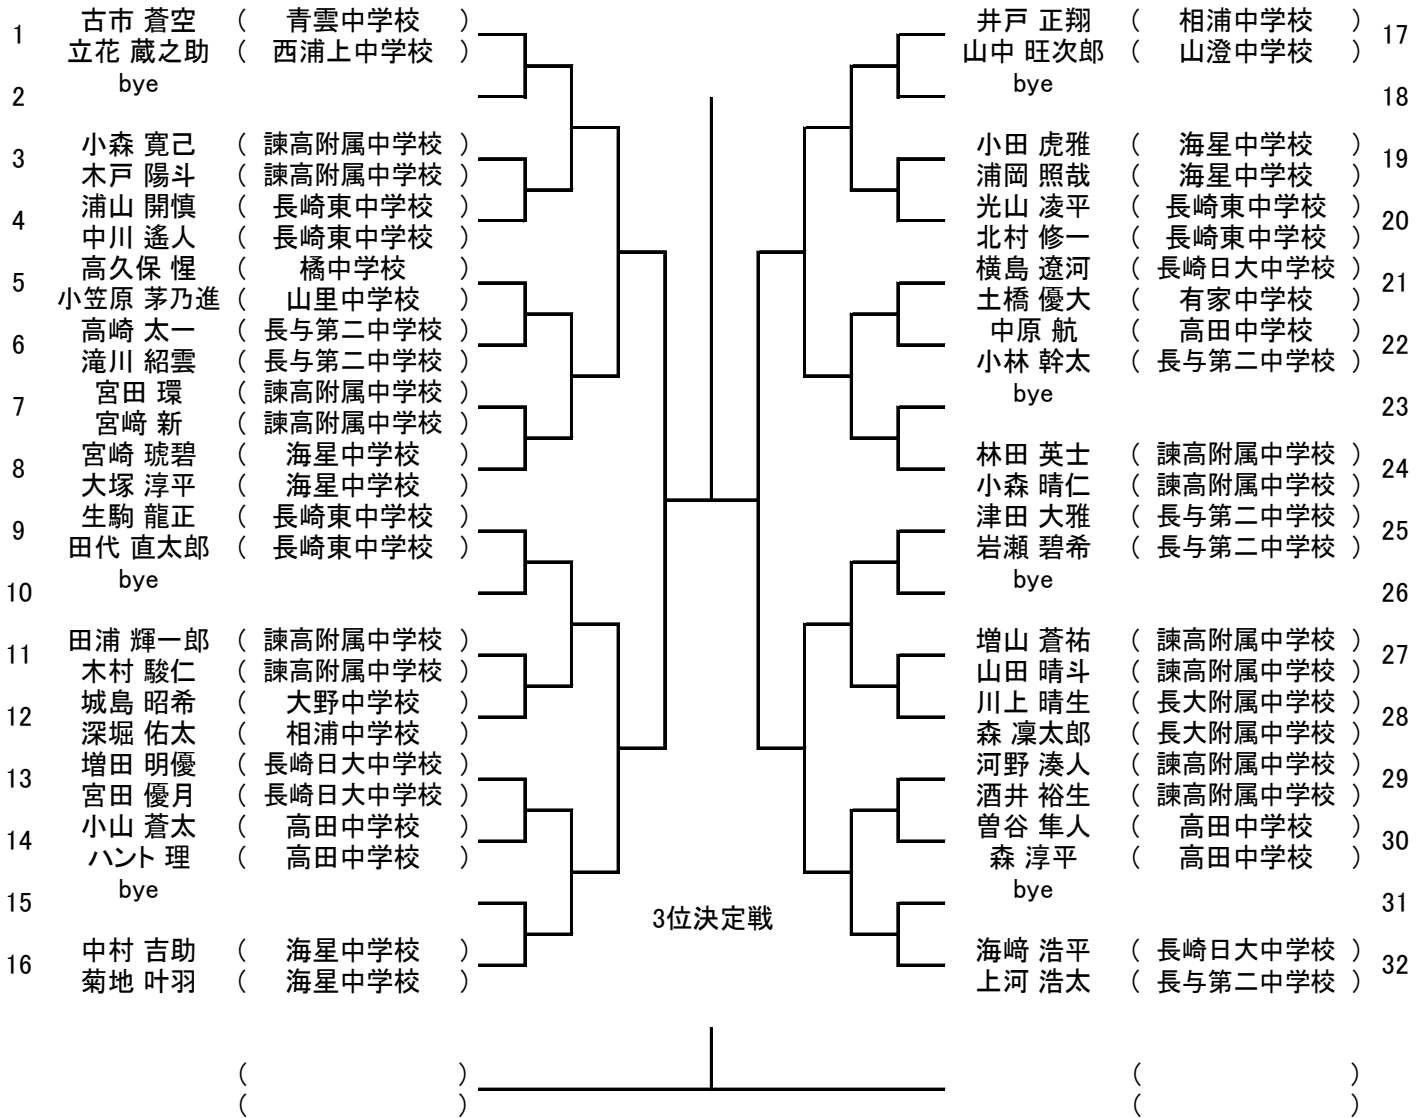 1 古市 蒼空 ( 青雲中学校 )
立花 蔵之助 ( 西浦上中学校 )
2 bye
3 小森 寛己 ( 諫高附属中学校 )
木戸 陽斗 ( 諫高附属中学校 )
4 浦山 開慎 ( 長崎東中学校 )
中川 遙人 ( 長崎東中学校 )
5 高久保 惺 ( 橘中学校 )
小笠原 茅乃進 ( 山里中学校 )
6 高崎 太一 ( 長与第二中学校 )
滝川 紹雲 ( 長与第二中学校 )
7 宮田 環 ( 諫高附属中学校 )
宮﨑 新 ( 諫高附属中学校 )
8 宮崎 琥碧 ( 海星中学校 )
大塚 淳平 ( 海星中学校 )
9 生駒 龍正 ( 長崎東中学校 )
田代 直太郎 ( 長崎東中学校 )
10 bye
11 田浦 輝一郎 ( 諫高附属中学校 )
木村 駿仁 ( 諫高附属中学校 )
12 城島 昭希 ( 大野中学校 )
深堀 佑太 ( 相浦中学校 )
13 増田 明優 ( 長崎日大中学校 )
宮田 優月 ( 長崎日大中学校 )
14 小山 蒼太 ( 高田中学校 )
ハント 理 ( 高田中学校 )
15 bye
16 中村 吉助 ( 海星中学校 )
菊地 叶羽 ( 海星中学校 )
井戸 正翔 ( 相浦中学校 ) 17
山中 旺次郎 ( 山澄中学校 )
bye 18
小田 虎雅 ( 海星中学校 ) 19
浦岡 照哉 ( 海星中学校 )
光山 凌平 ( 長崎東中学校 ) 20
北村 修一 ( 長崎東中学校 )
横島 遼河 ( 長崎日大中学校 ) 21
土橋 優大 ( 有家中学校 )
中原 航 ( 高田中学校 ) 22
小林 幹太 ( 長与第二中学校 )
bye 23
林田 英士 ( 諫高附属中学校 ) 24
小森 晴仁 ( 諫高附属中学校 )
津田 大雅 ( 長与第二中学校 ) 25
岩瀬 碧希 ( 長与第二中学校 )
bye 26
増山 蒼祐 ( 諫高附属中学校 ) 27
山田 晴斗 ( 諫高附属中学校 )
川上 晴生 ( 長大附属中学校 ) 28
森 凜太郎 ( 長大附属中学校 )
河野 湊人 ( 諫高附属中学校 ) 29
酒井 裕生 ( 諫高附属中学校 )
曽谷 隼人 ( 高田中学校 ) 30
森 淳平 ( 高田中学校 )
bye 31
海﨑 浩平 ( 長崎日大中学校 ) 32
上河 浩太 ( 長与第二中学校 )
3位決定戦
( )
( )
( )
( )